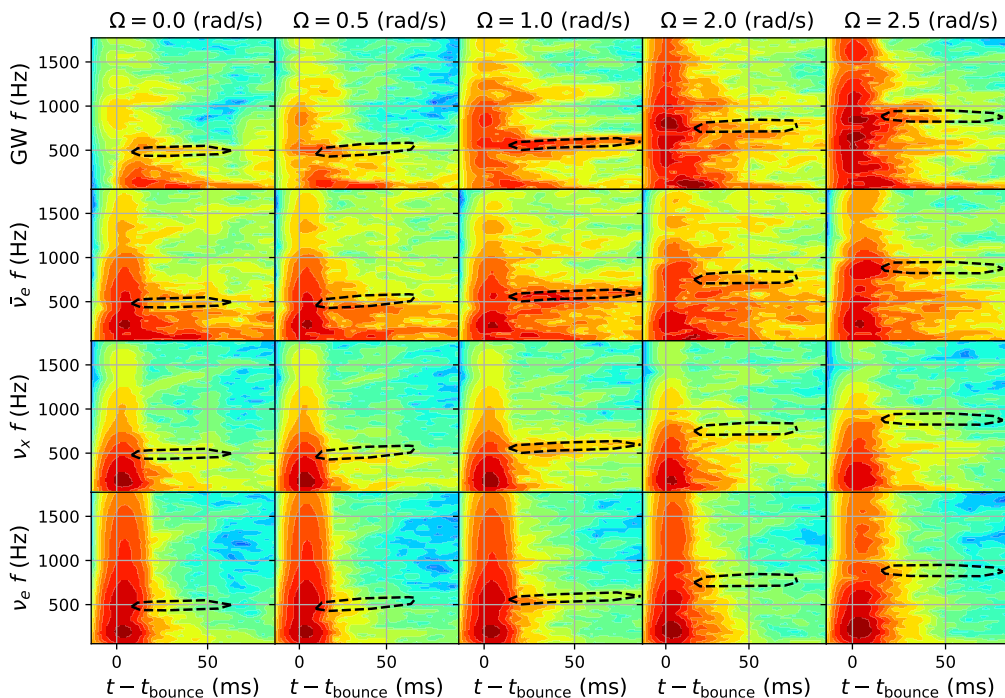 Ω = 0.0 (rad/s) Ω = 0.5 (rad/s) Ω = 1.0 (rad/s) Ω = 2.0 (rad/s) Ω = 2.5 (rad/s)
GW f (Hz)
1500
1000
500
ν̄e f (Hz)
1500
1000
500
νx f (Hz)
1500
1000
500
νe f (Hz)
1500
1000
500
0 50 0 50 0 50 0 50 0 50
t − tbounce (ms) t − tbounce (ms) t − tbounce (ms) t − tbounce (ms) t − tbounce (ms)